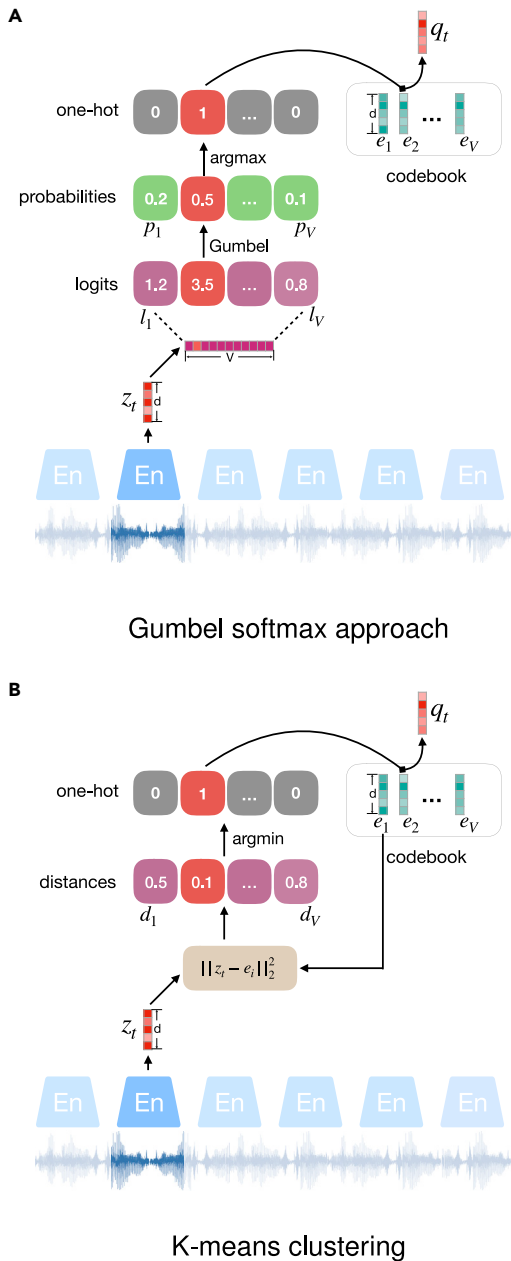 A
q_t
one-hot 0 1 ... 0
d
e_1 e_2 ... e_V
codebook
argmax
probabilities 0.2 0.5 ... 0.1
p_1 p_V
Gumbel
logits 1.2 3.5 ... 0.8
l_1 l_V
V
z_t d
En En En En En En
Gumbel softmax approach
B
q_t
one-hot 0 1 ... 0
d
e_1 e_2 ... e_V
codebook
argmin
distances 0.5 0.1 ... 0.8
d_1 d_V
||z_t − e_i||_2^2
z_t d
En En En En En En
K-means clustering